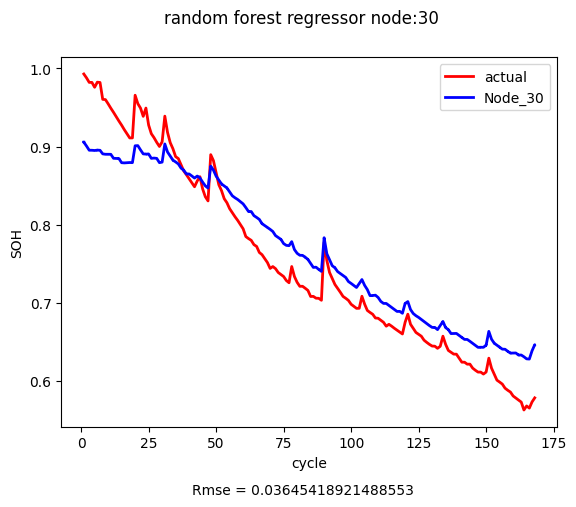 random forest regressor node:30
actual
Node_30
1.0
0.9
0.8
0.7
0.6
SOH
0
25
50
75
100
125
150
175
cycle
Rmse = 0.03645418921488553